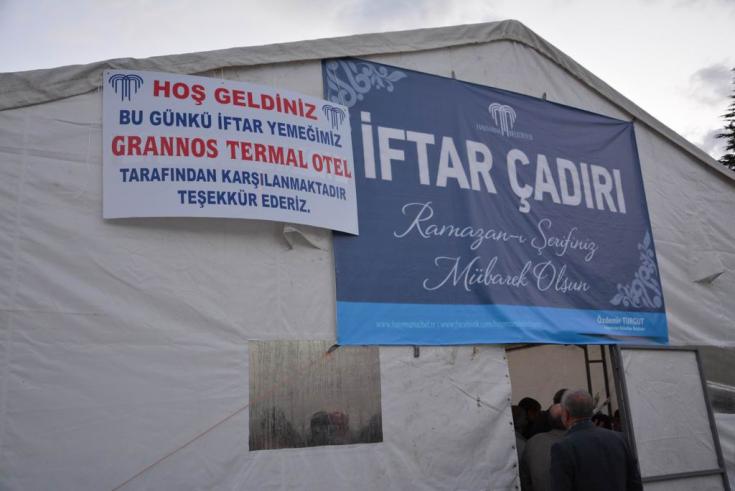 HOŞ GELDİNİZ
BU GÜNKÜ İFTAR YEMEĞİMİZ
GRANNOS TERMAL OTEL
TARAFINDAN KARŞILANMAKTADIR
TEŞEKKÜR EDERİZ.
İFTAR ÇADIRI
Ramazan-ı Şerifiniz
Mübarek Olsun
Özdemir TURGUT